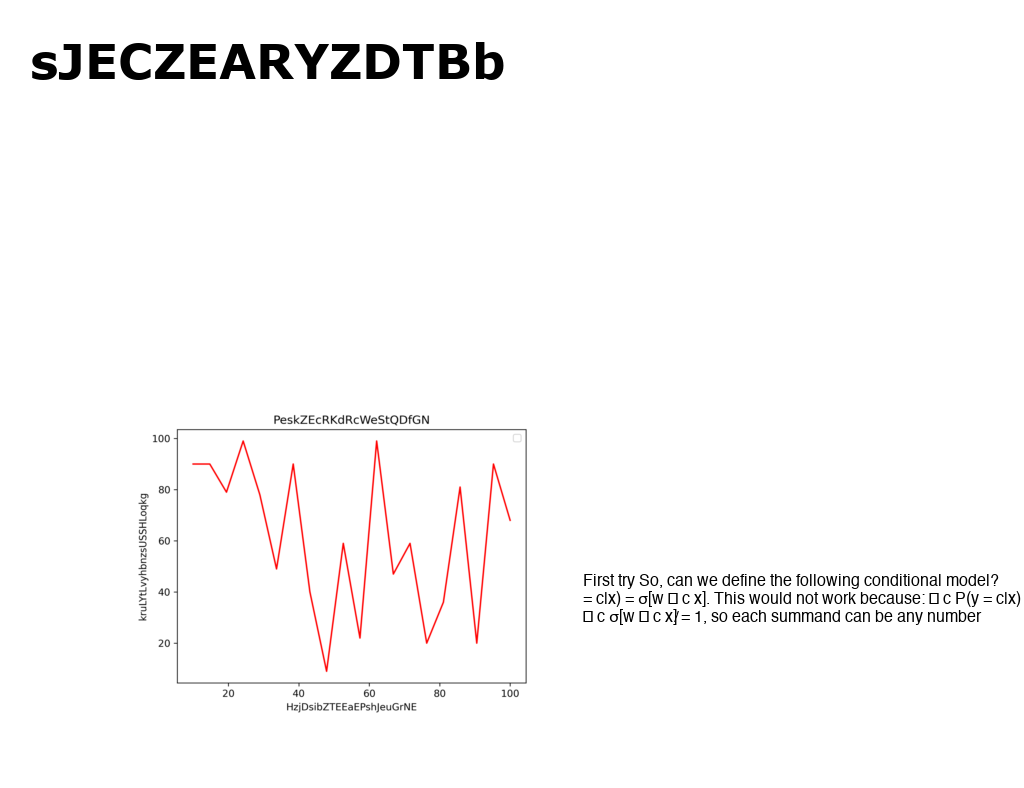 sJECZEARYZDTBb
PeskZEcRKdRcWeStQDfGN
100
80
60
40
20
kruLYtLvyhbnzsUSSHLoqkg
20 40 60 80 100
HzjDsibZTEEaEPshJeuGrNE
First try So, can we define the following conditional model?
= c|x) = σ[w □ c x]. This would not work because: □ c P(y = c|x)
□ c σ[w □ c x]̸ = 1, so each summand can be any number